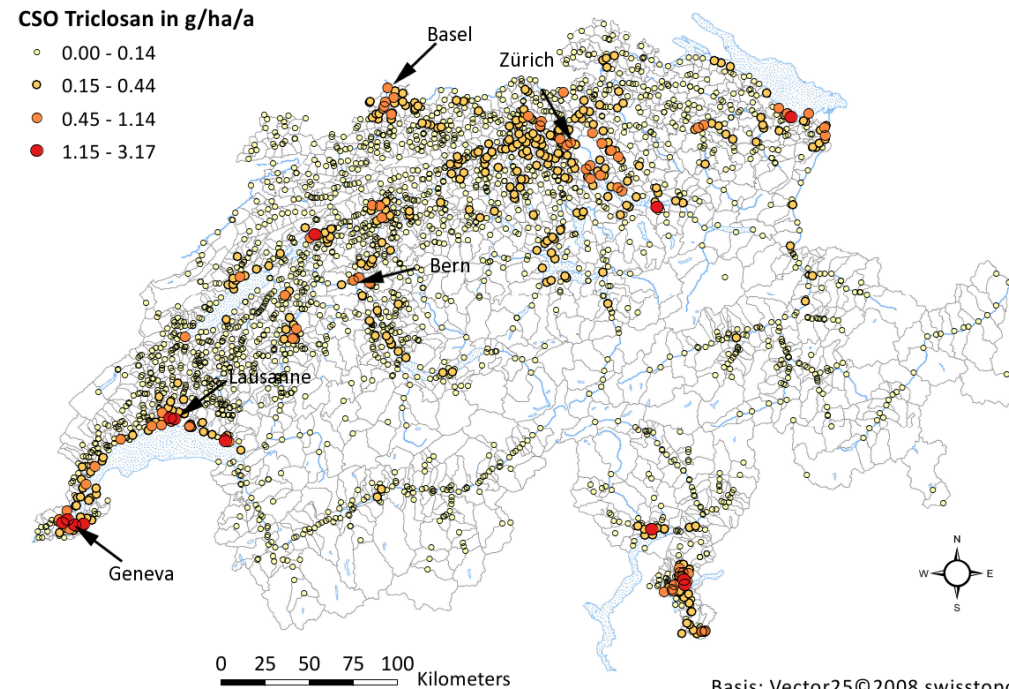 CSO Triclosan in g/ha/a
0.00 - 0.14
0.15 - 0.44
0.45 - 1.14
1.15 - 3.17
Basel
Zürich
Bern
Lausanne
Geneva
N
W E
S
0 25 50 75 100
Kilometers
Basis: Vector25©2008 swisstopo